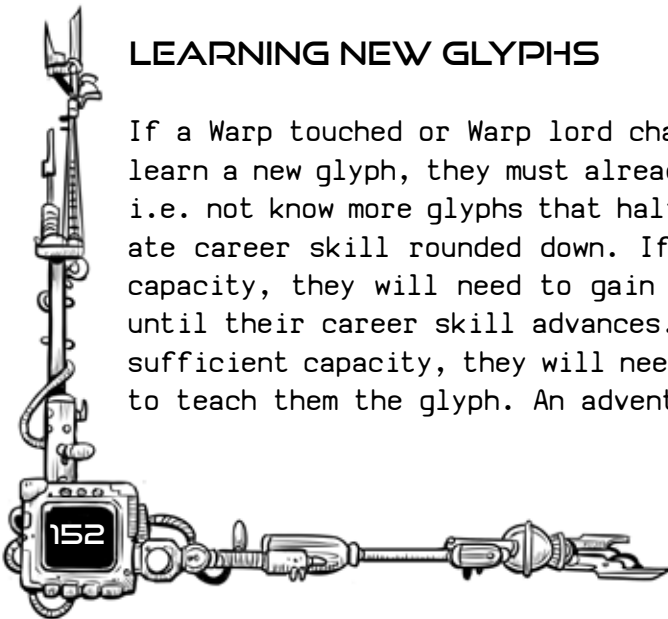 LEARNING NEW GLYPHS
If a Warp touched or Warp lord cha
learn a new glyph, they must alrea
i.e. not know more glyphs that hal
ate career skill rounded down. If
capacity, they will need to gain
until their career skill advances.
sufficient capacity, they will nee
to teach them the glyph. An advent
152